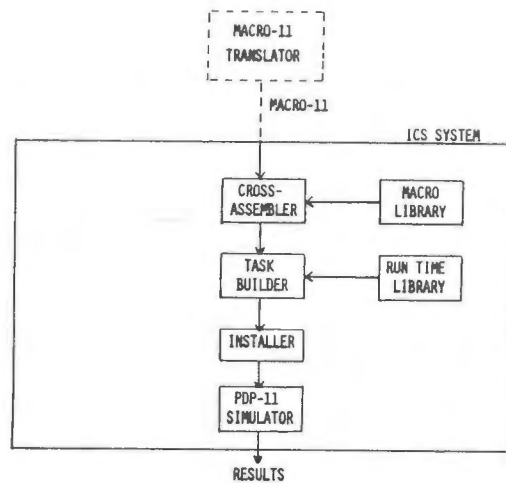 MACRO-11
TRANSLATOR
MACRO-11
ICS SYSTEM
CROSS-
ASSEMBLER
MACRO
LIBRARY
TASK
BUILDER
RUN TIME
LIBRARY
INSTALLER
PDP-11
SIMULATOR
RESULTS